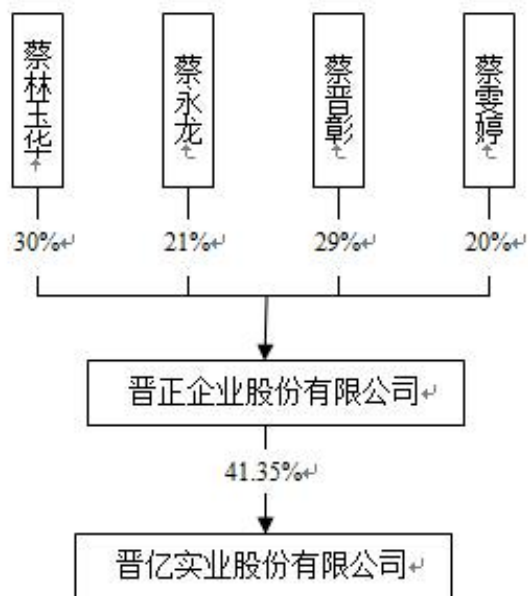 蔡林玉华
蔡永龙
蔡晋彰
蔡雯婷
30%
21%
29%
20%
晋正企业股份有限公司
41.35%
晋亿实业股份有限公司